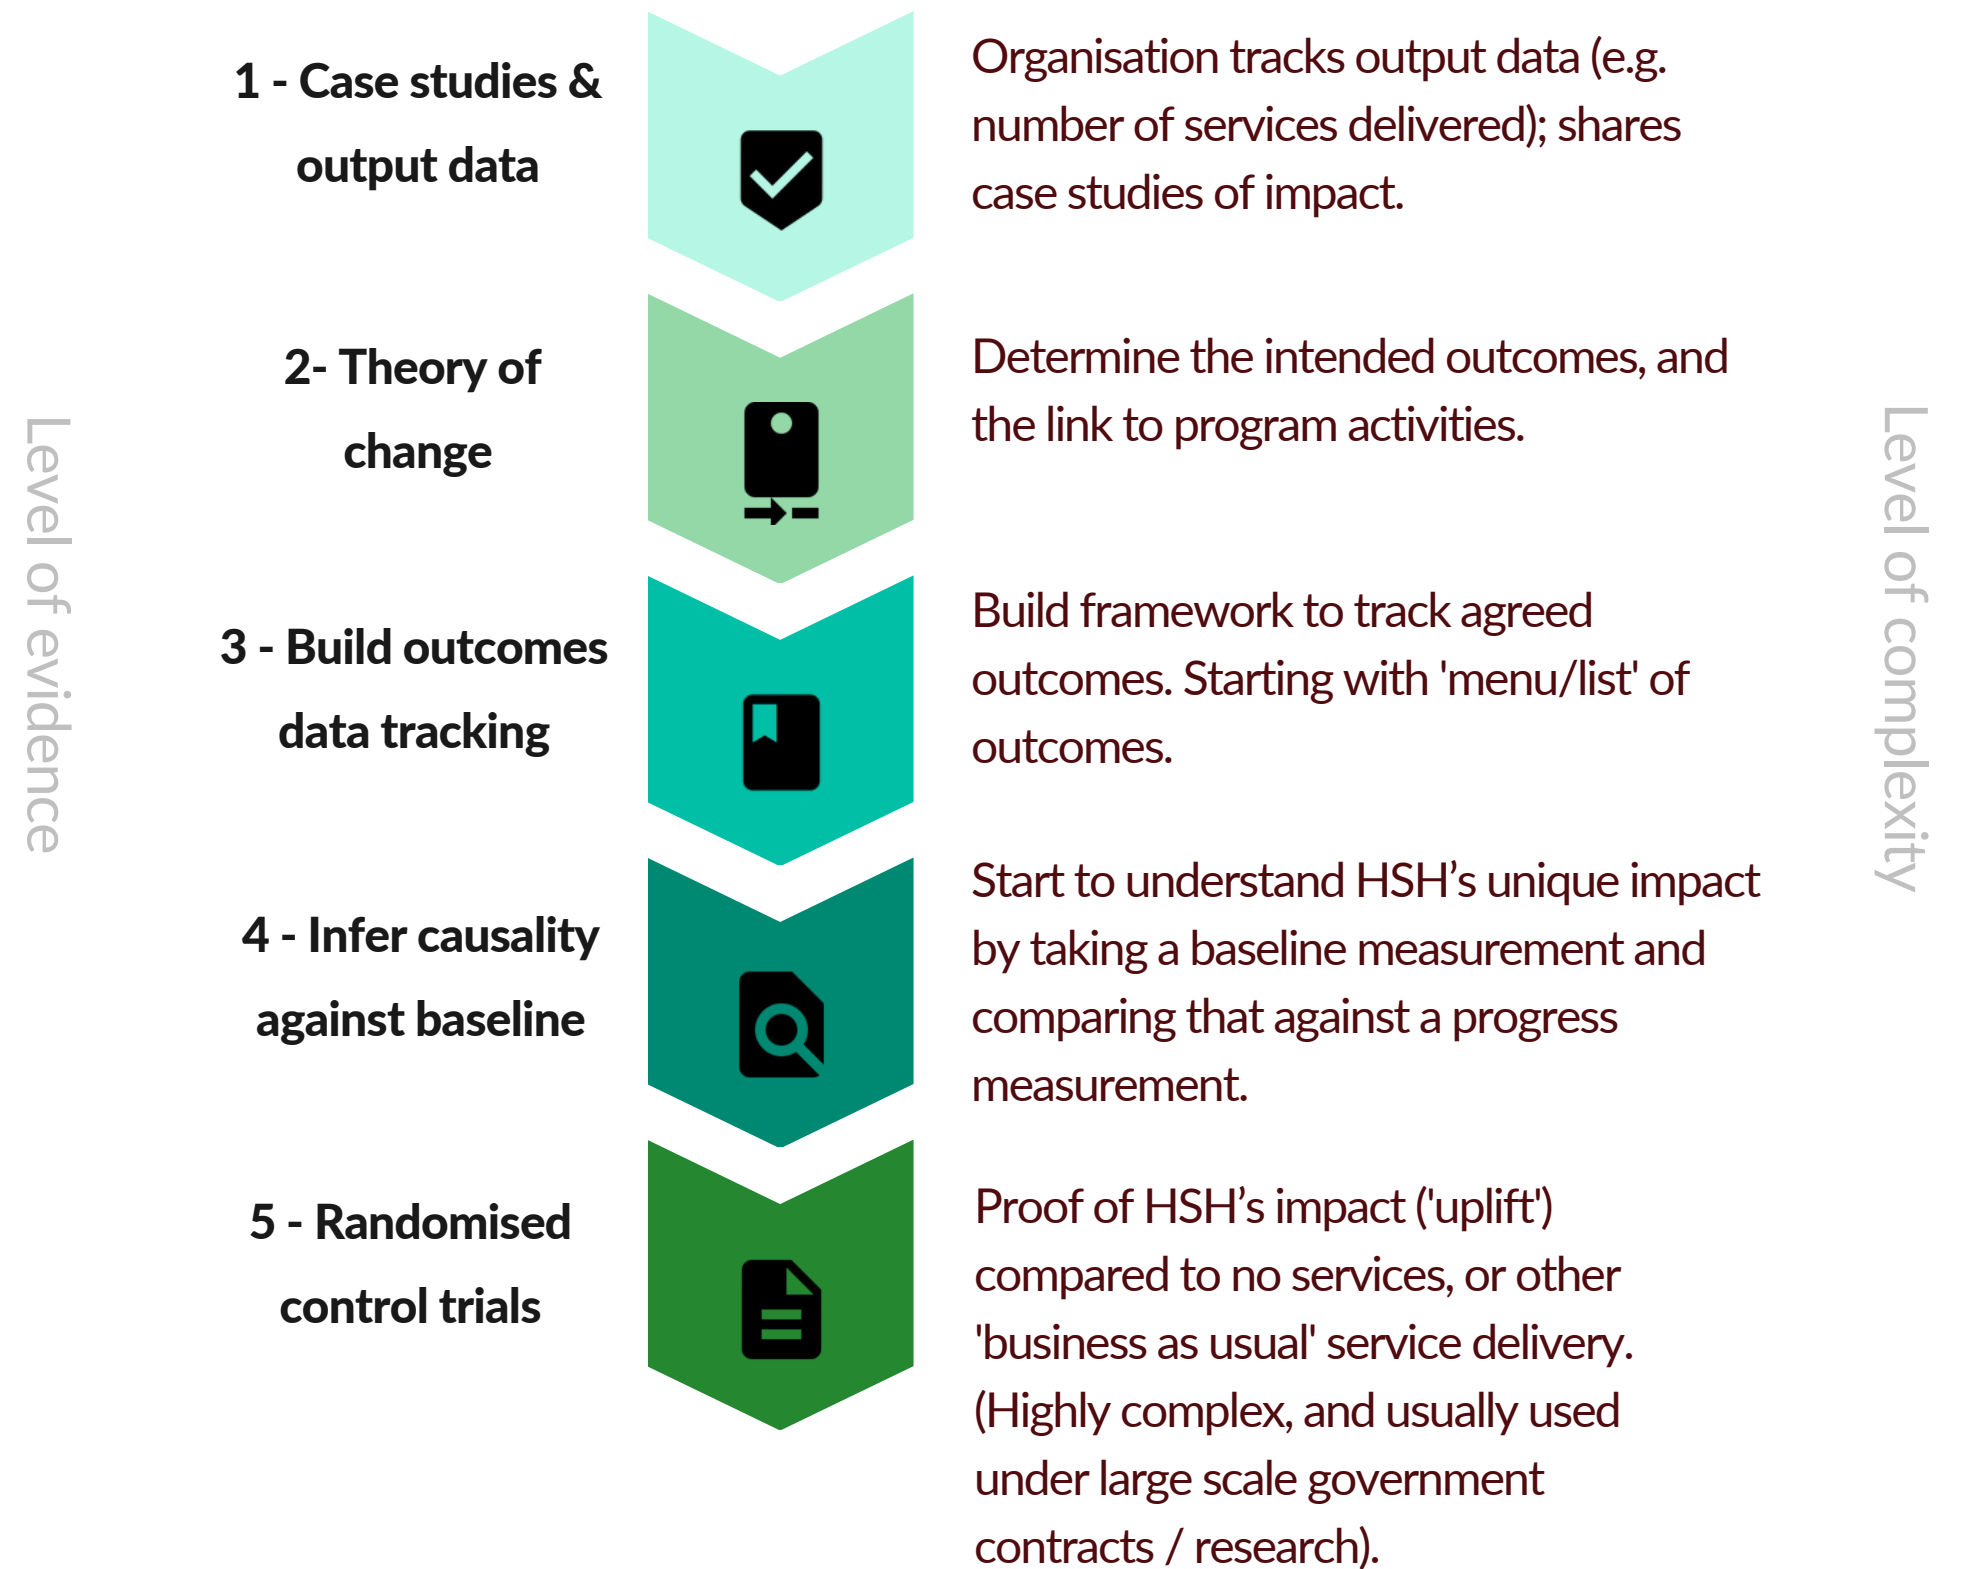 1 - Case studies &
output data
Organisation tracks output data (e.g.
number of services delivered); shares
case studies of impact.
2- Theory of
change
Determine the intended outcomes, and
the link to program activities.
Level of evidence
Level of complexity
3 - Build outcomes
data tracking
Build framework to track agreed
outcomes. Starting with 'menu/list' of
outcomes.
4 - Infer causality
against baseline
Start to understand HSH’s unique impact
by taking a baseline measurement and
comparing that against a progress
measurement.
5 - Randomised
control trials
Proof of HSH’s impact ('uplift')
compared to no services, or other
'business as usual' service delivery.
(Highly complex, and usually used
under large scale government
contracts / research).